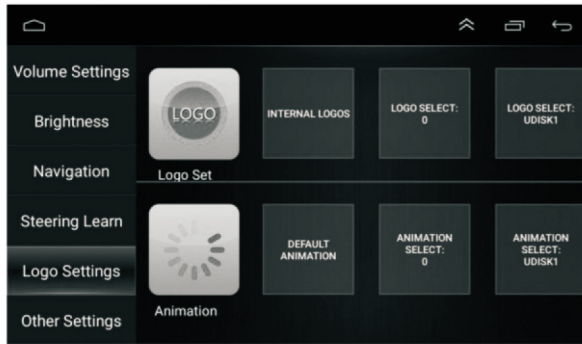 Volume Settings
Brightness
Navigation
Steering Learn
Logo Settings
Other Settings
LOGO
Logo Set
INTERNAL LOGOS
LOGO SELECT:
0
LOGO SELECT:
UDISK1
Animation
DEFAULT
ANIMATION
ANIMATION
SELECT:
0
ANIMATION
SELECT:
UDISK1